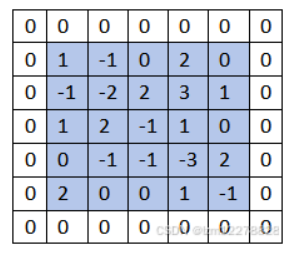 0 0 0 0 0 0 0
0 1 -1 0 2 0 0
0 -1 -2 2 3 1 0
0 1 2 -1 1 0 0
0 0 -1 -1 -3 2 0
0 2 0 0 1 -1 0
0 0 0 0 0 0 0